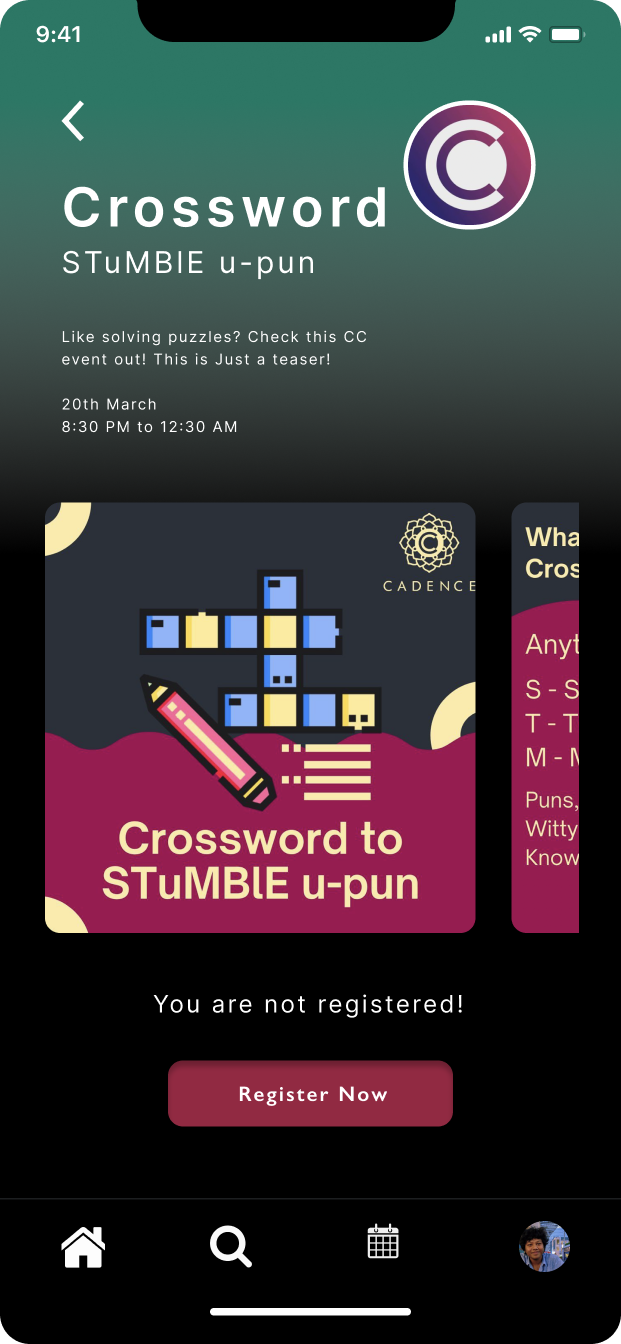 9:41
Crossword
STuMBlE u-pun
Like solving puzzles? Check this CC
event out! This is Just a teaser!
20th March
8:30 PM to 12:30 AM
CADENCE
Crossword to
STuMBlE u-pun
Wha
Cros
Anyt
S - S
T - T
M - M
Puns,
Witty
Know
You are not registered!
Register Now